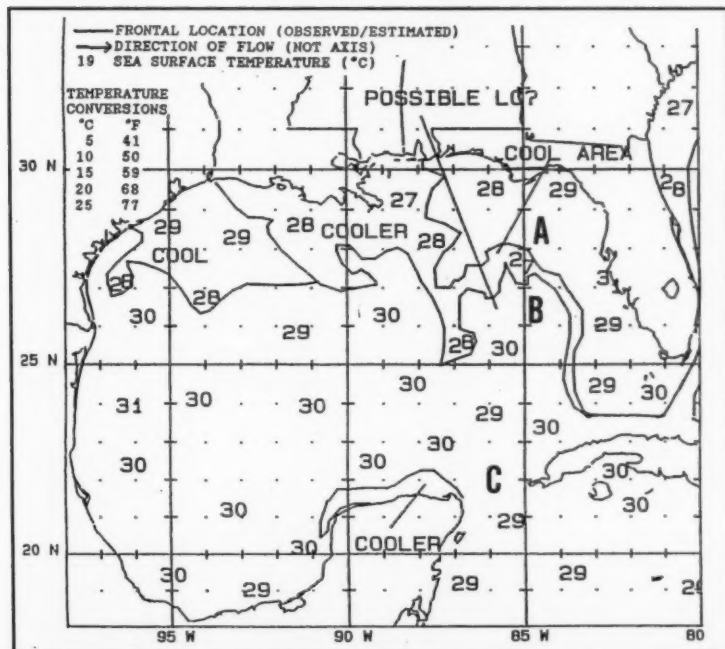 FRONTAL LOCATION (OBSERVED/ESTIMATED)
DIRECTION OF FLOW (NOT AXIS)
19 SEA SURFACE TEMPERATURE (°C)
TEMPERATURE
CONVERSIONS
°C °F
5 41
10 50
15 59
20 68
25 77
POSSIBLE LC?
27
30 N
COOL AREA
28 29 28
27
28
29 29 28 COOLER 28 A
COOL
28 28
30 30 B
29 28 30 29
25 N
30 29 30
31 30 29 30
30 30 30
30 C 30
30 29
30 COOLER
20 N
30 29 29 29
95 W 90 W 85 W 80